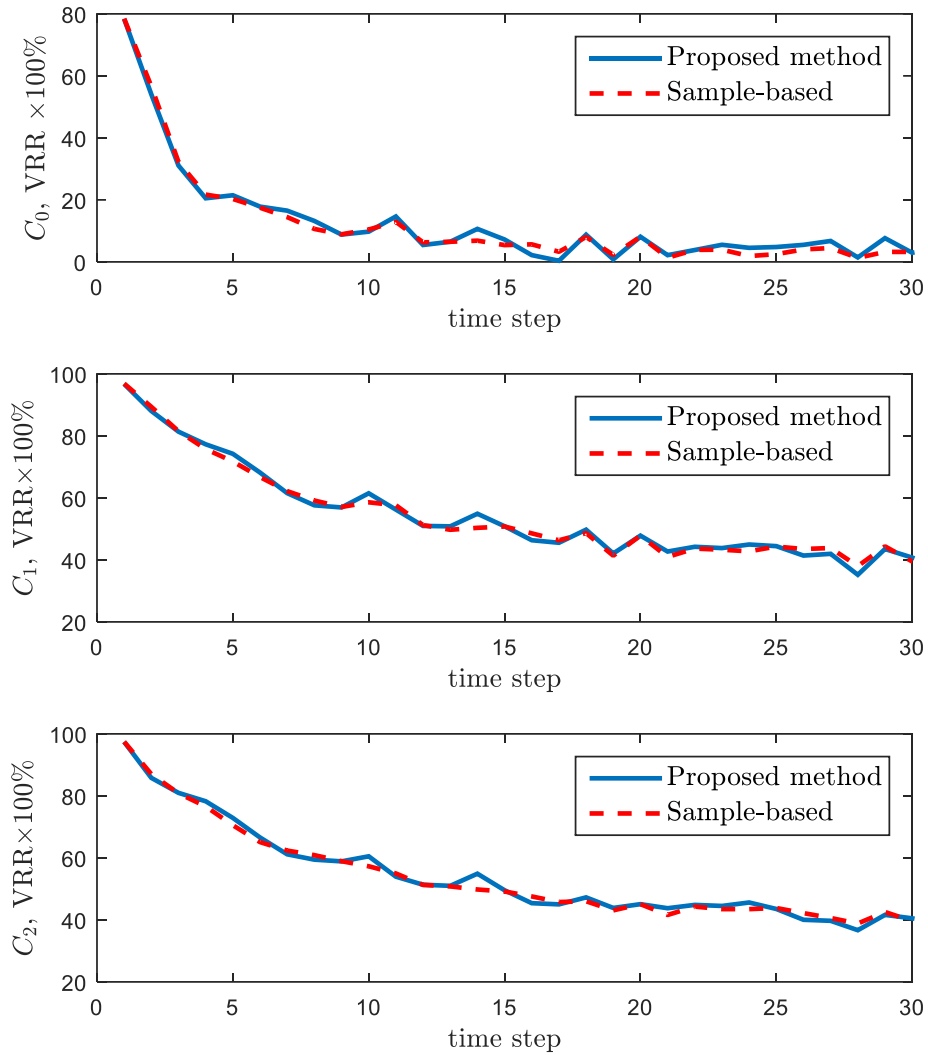 80
60
40
20
0
C₀, VRR ×100%
Proposed method
Sample-based
0 5 10 15 20 25 30
time step
100
80
60
40
20
C₁, VRR×100%
Proposed method
Sample-based
0 5 10 15 20 25 30
time step
100
80
60
40
20
C₂, VRR×100%
Proposed method
Sample-based
0 5 10 15 20 25 30
time step